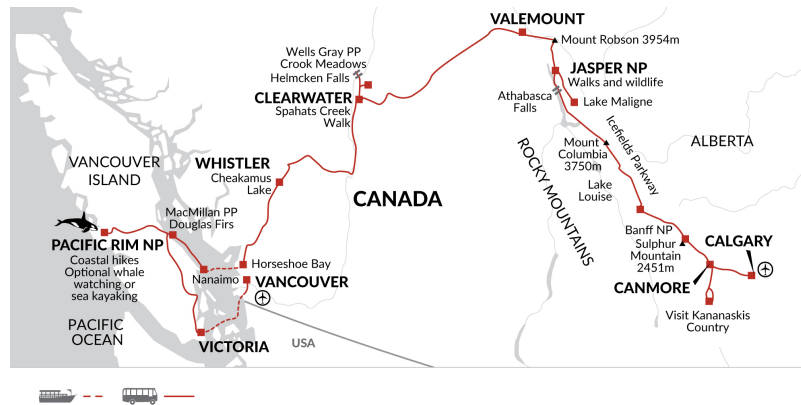 VALEMOUNT
Mount Robson 3954m
Wells Gray PP
Crook Meadows
Helmcken Falls
JASPER NP
Walks and wildlife
CLEARWATER
Athabasca
Falls
Lake Maligne
Spahats Creek
Walk
Icefields Parkway
ALBERTA
Mount
Columbia
3750m
ROCKY MOUNTAINS
VANCOUVER
ISLAND
WHISTLER
Cheakamus
Lake
CANADA
Lake
Louise
MacMillan PP
Douglas Firs
Banff NP
Sulphur
Mountain
2451m
CALGARY
PACIFIC RIM NP
Coastal hikes
Optional whale
watching or
sea kayaking
Horseshoe Bay
Nanaimo
VANCOUVER
CANMORE
Visit Kananaskis
Country
PACIFIC
OCEAN
VICTORIA
USA